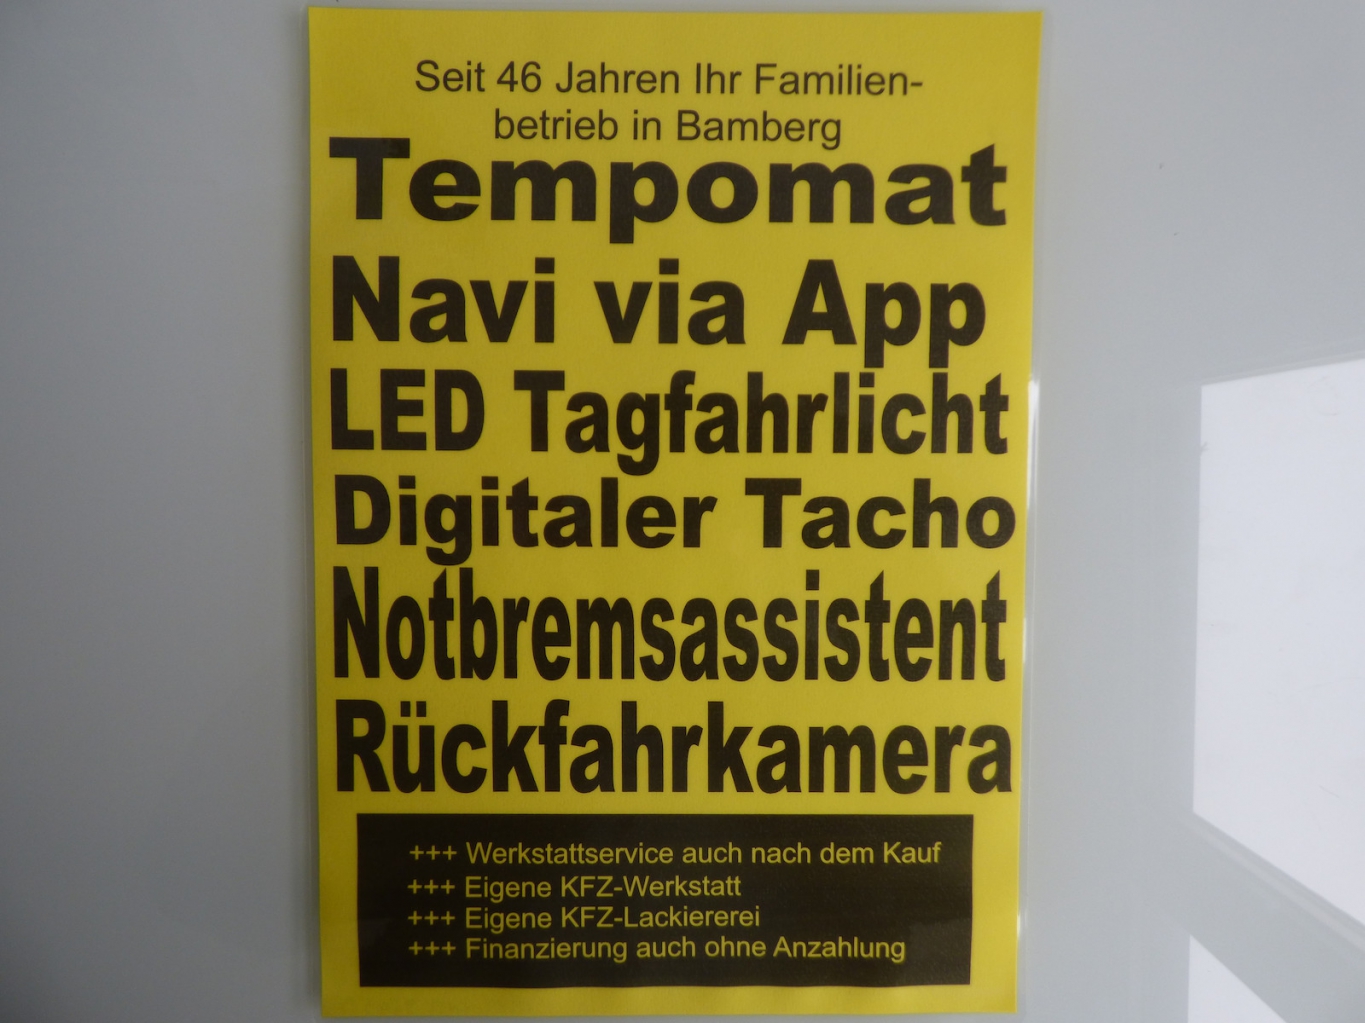 Seit 46 Jahren Ihr Familien-
betrieb in Bamberg
Tempomat
Navi via App
LED Tagfahrlicht
Digitaler Tacho
Notbremsassistent
Rückfahrkamera
+++ Werkstattservice auch nach dem Kauf
+++ Eigene KFZ-Werkstatt
+++ Eigene KFZ-Lackiererei
+++ Finanzierung auch ohne Anzahlung